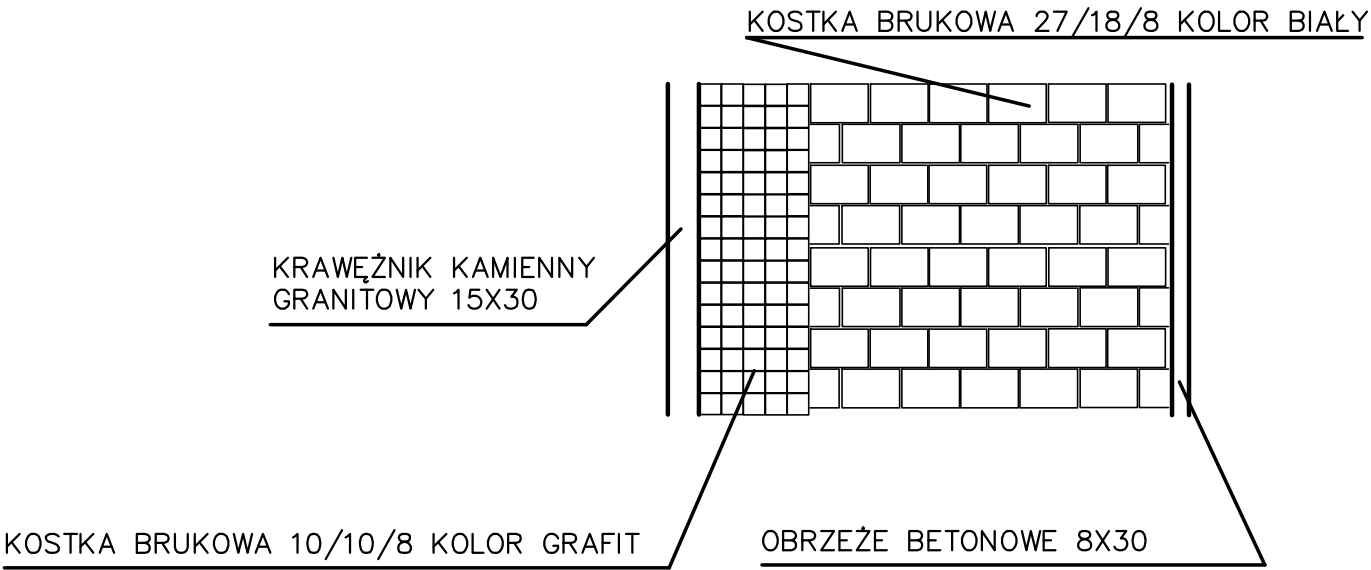 KOSTKA BRUKOWA 27/18/8 KOLOR BIAŁY
KRAWĘŻNIK KAMIENNY
GRANITOWY 15X30
KOSTKA BRUKOWA 10/10/8 KOLOR GRAFIT
OBRZEŻE BETONOWE 8X30